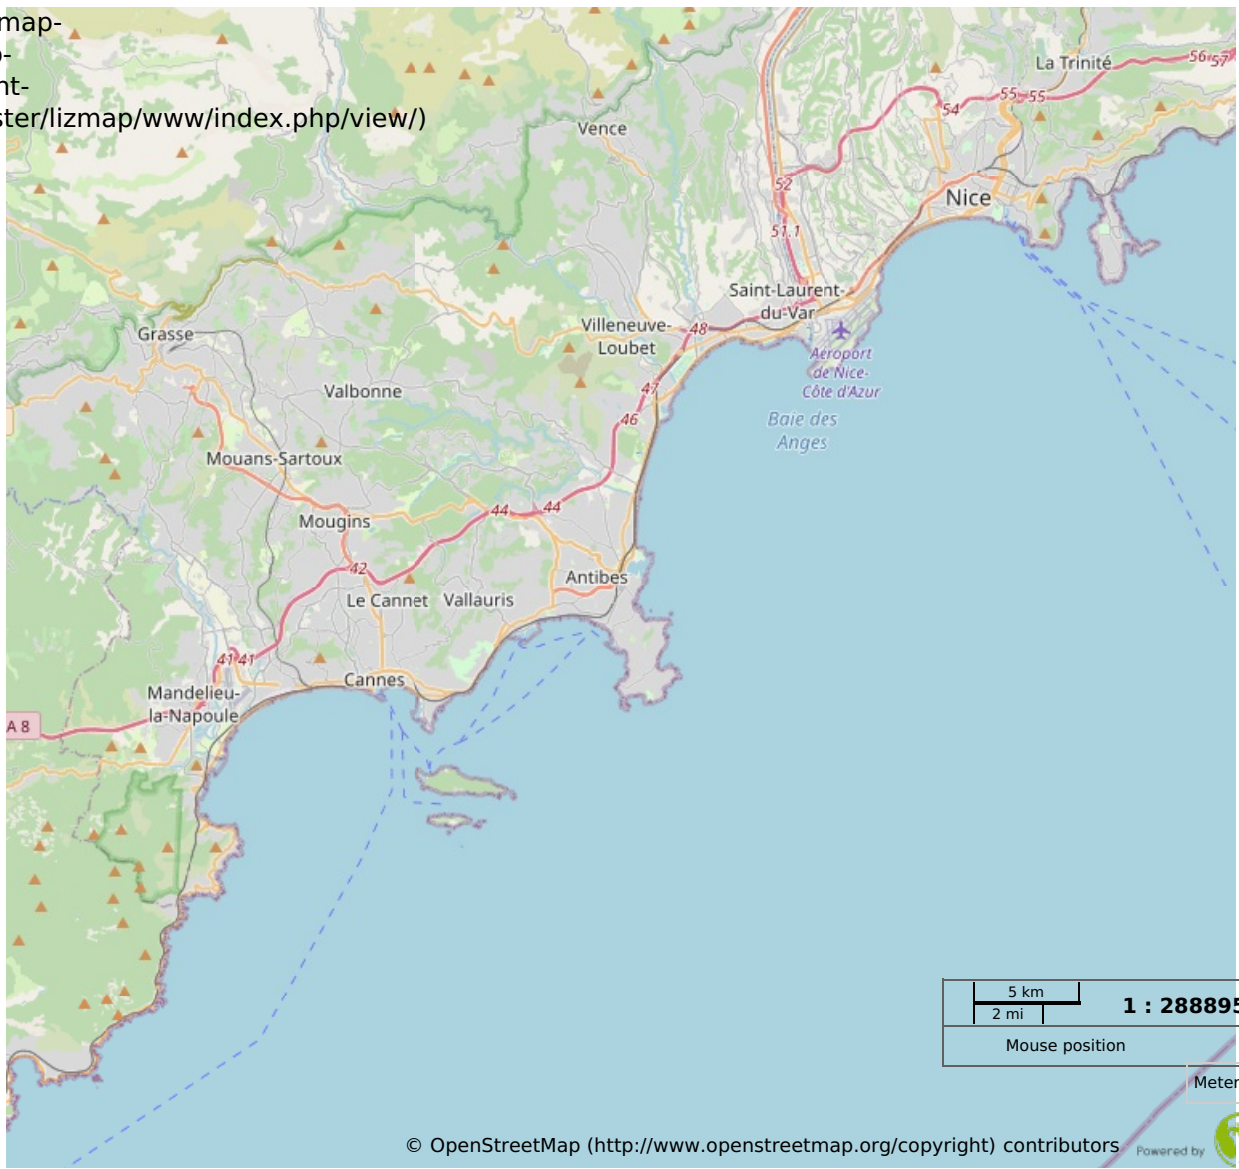 map-
-
nt-
ster/lizmap/www/index.php/view/)
La Trinité
56
57
55
55
54
Vence
52
Nice
51.1
Saint-Laurent-
du-Var
Villeneuve-
Loubet
48
Grasse
Aéroport
de Nice-
Côte d'Azur
47
Valbonne
46
Baie des
Anges
Mouans-Sartoux
44
44
Mougins
42
Antibes
Le Cannet
Vallauris
41
41
Cannes
Mandelieu-
la-Napoule
A 8
5 km
2 mi
1 : 288895
Mouse position
Meter
© OpenStreetMap (http://www.openstreetmap.org/copyright) contributors
Powered by